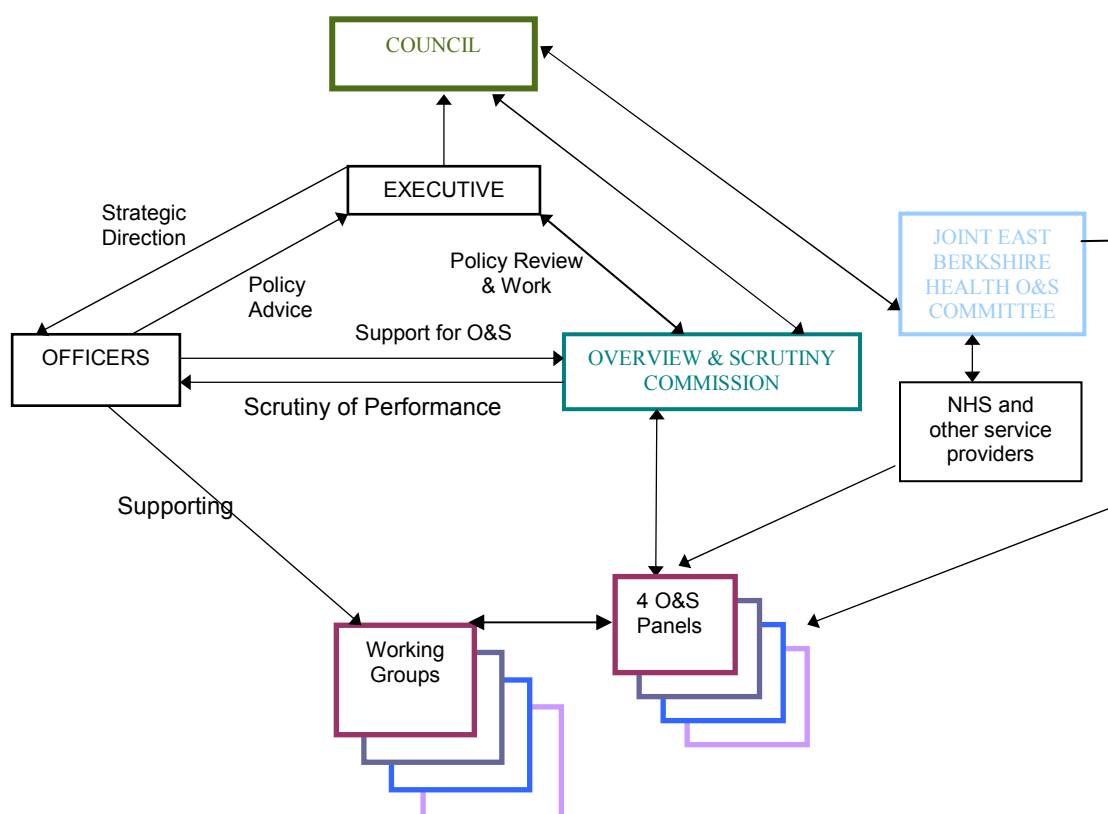 COUNCIL
EXECUTIVE
Strategic
Direction
Policy
Advice
Policy Review
& Work
JOINT EAST
BERKSHIRE
HEALTH O&S
COMMITTEE
OFFICERS
Support for O&S
OVERVIEW & SCRUTINY
COMMISSION
Scrutiny of Performance
NHS and
other service
providers
Supporting
4 O&S
Panels
Working
Groups